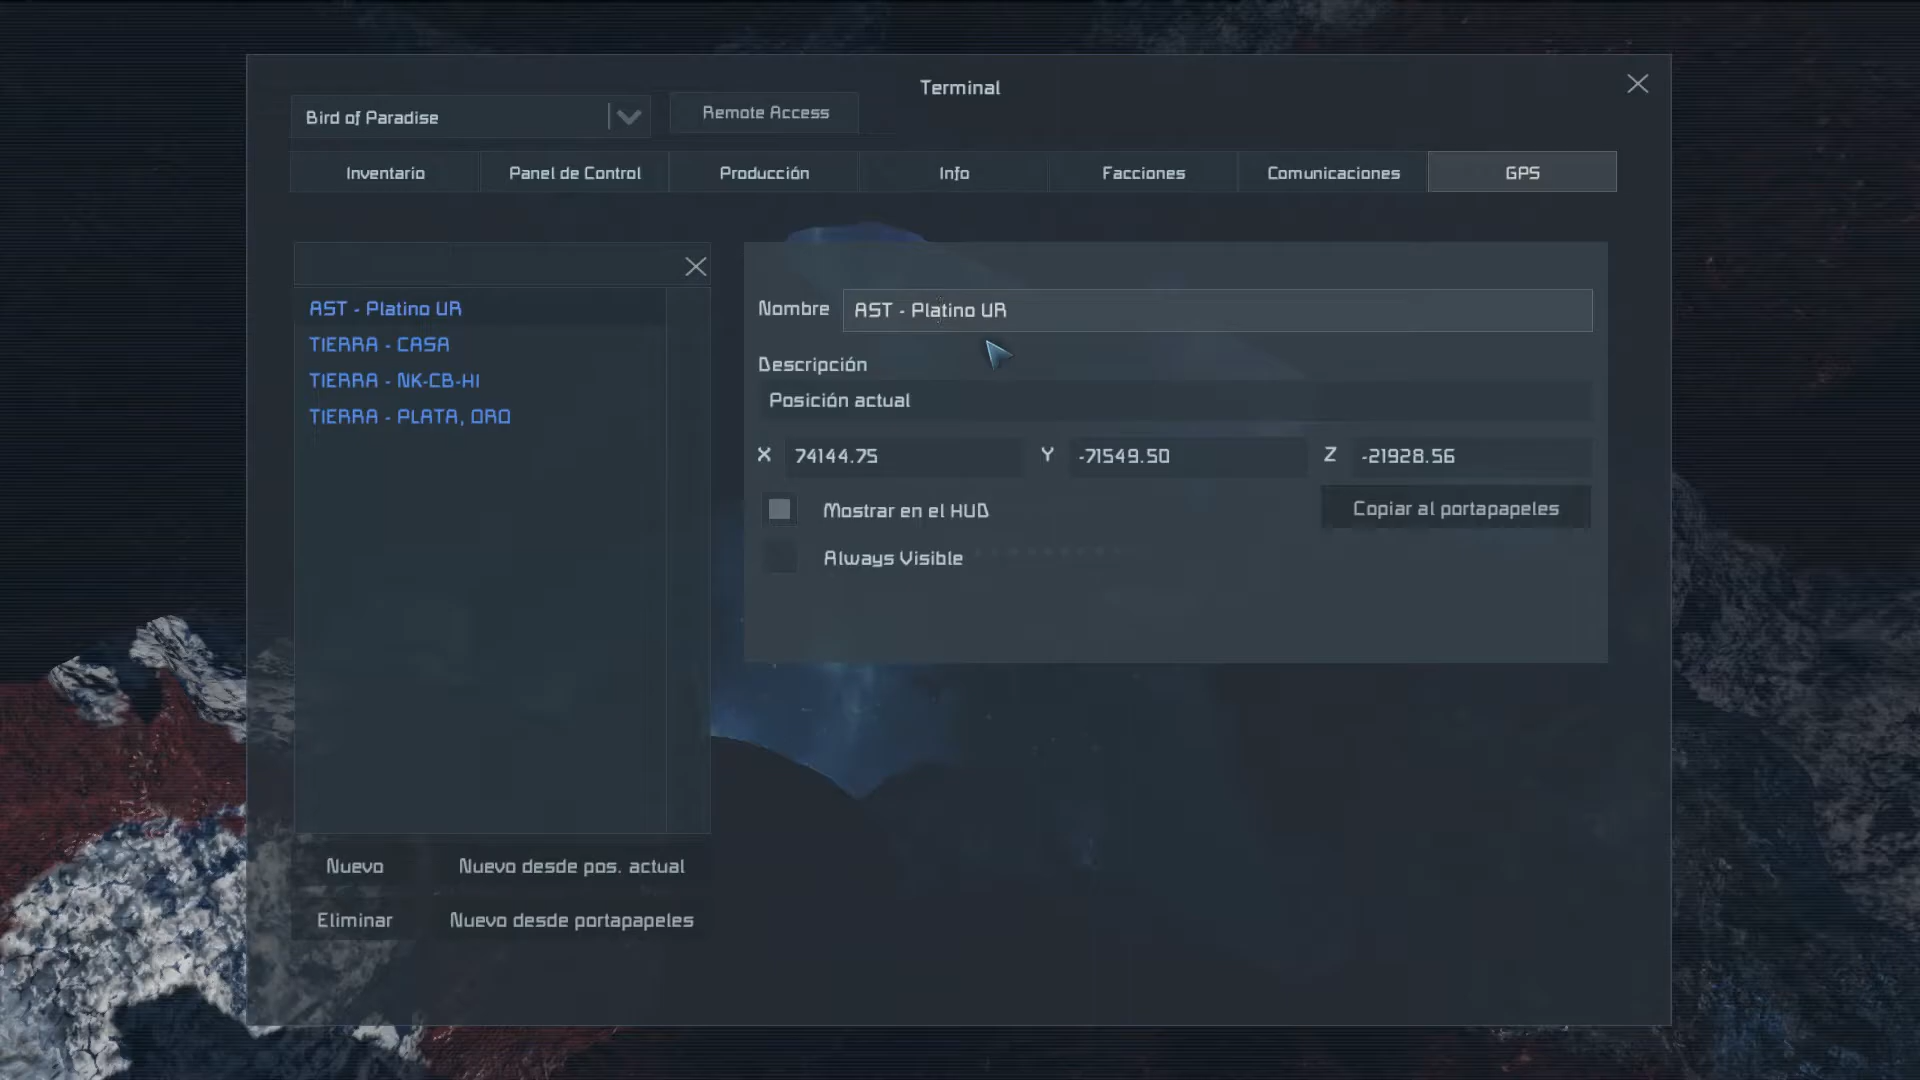 Terminal
Bird of Paradise
Remote Access
Inventario
Panel de Control
Producción
Info
Facciones
Comunicaciones
GPS
AST - Platino UR
TIERRA - CASA
TIERRA - NK-CB-HI
TIERRA - PLATA, ORO
Nombre AST - Platino UR
Descripción
Posición actual
X 74144.75 Y -71549.50 Z -21928.56
Mostrar en el HUD
Copiar al portapapeles
Always Visible
Nuevo
Nuevo desde pos. actual
Eliminar
Nuevo desde portapapeles